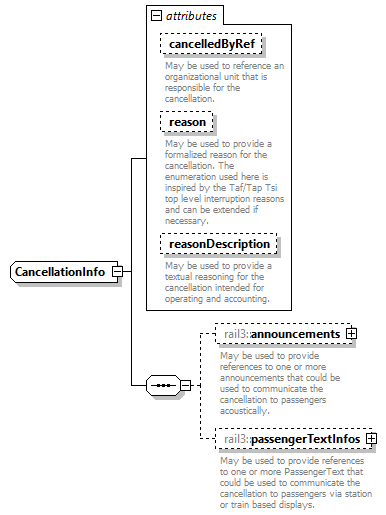 attributes
cancelledByRef
May be used to reference an
organizational unit that is
responsible for the
cancellation.
reason
May be used to provide a
formalized reason for the
cancellation. The
enumeration used here is
inspired by the Taf/Tap Tsi
top level interruption reasons
and can be extended if
necessary.
reasonDescription
May be used to provide a
textual reasoning for the
cancellation intended for
operating and accounting.
CancellationInfo
rail3::announcements
May be used to provide
references to one or more
announcements that could be
used to communicate the
cancellation to passengers
acoustically.
rail3::passengerTextInfos
May be used to provide references
to one or more PassengerText that
could be used to communicate the
cancellation to passengers via station
or train based displays.